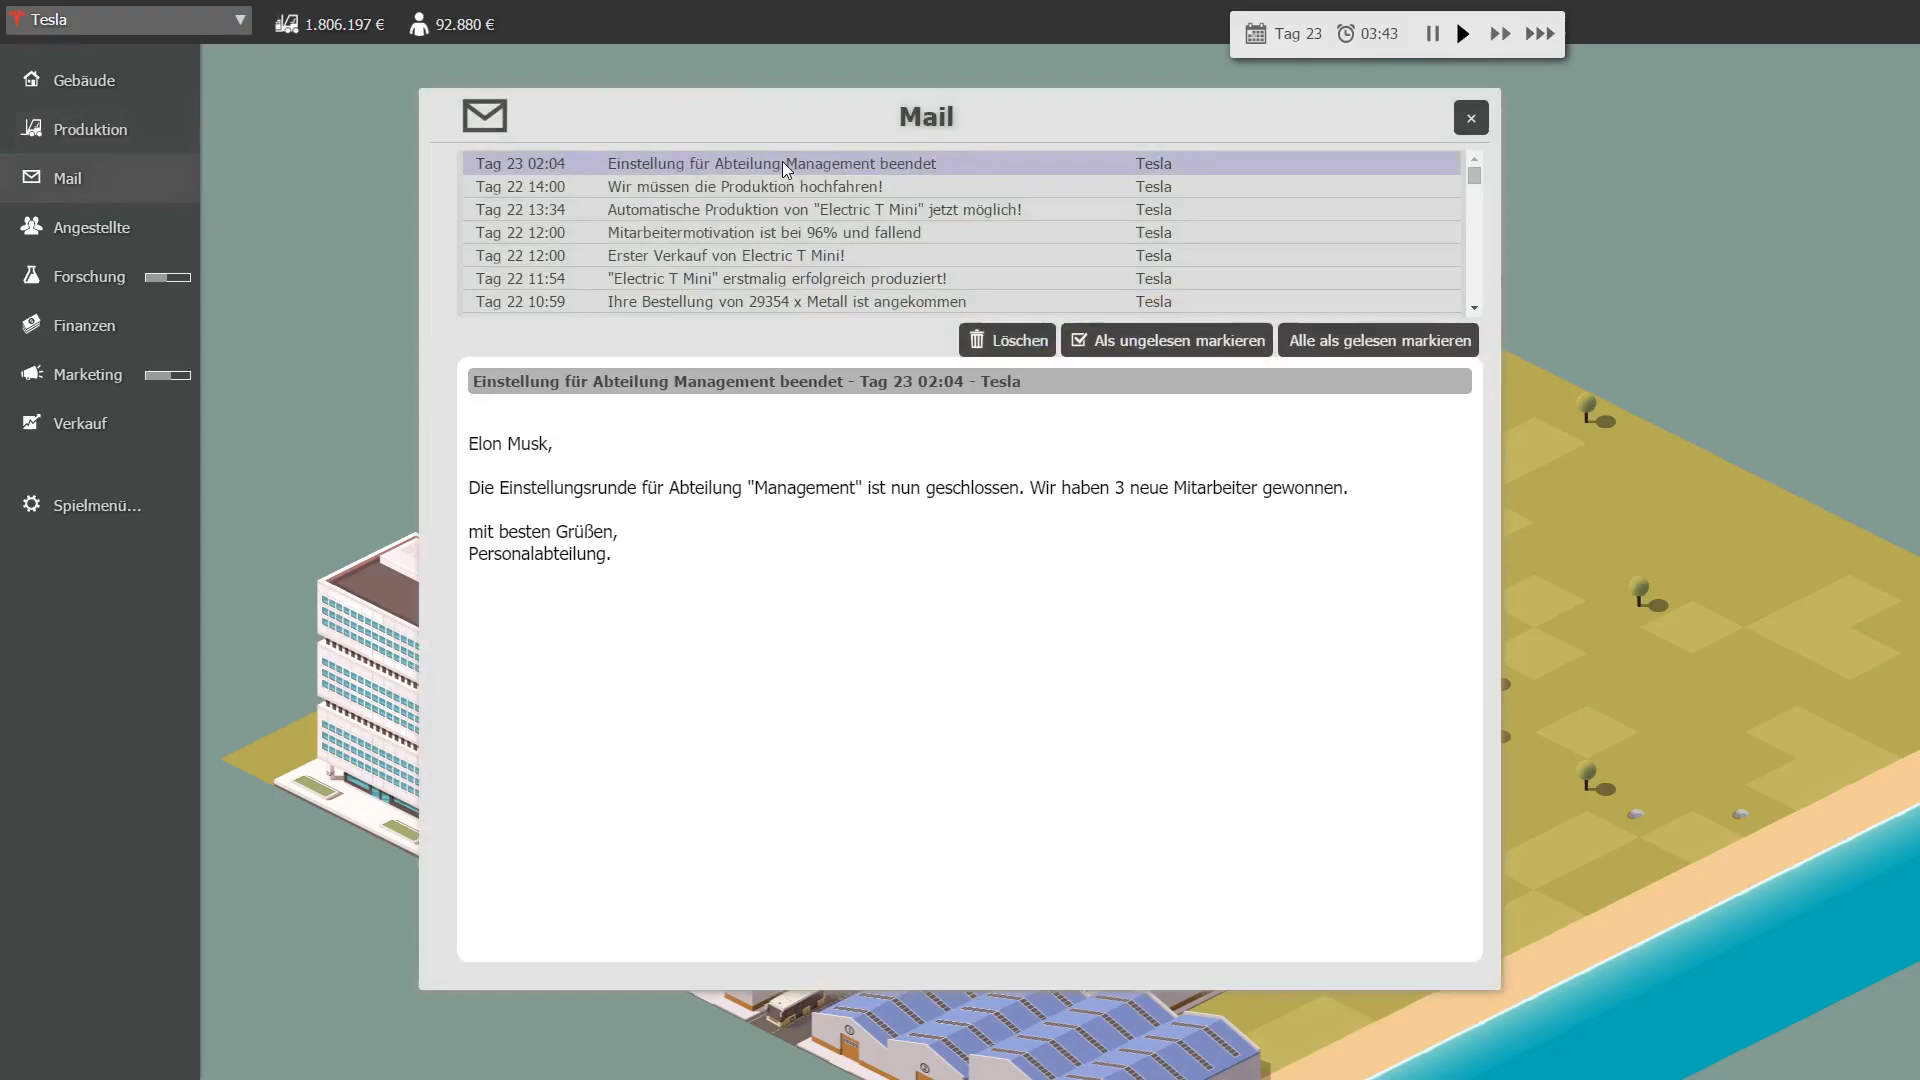 Tesla
1.806.197 €
92.880 €
Tag 23
03:43
Gebäude
Produktion
Mail
Angestellte
Forschung
Finanzen
Marketing
Verkauf
Spielmenü...
Mail
Tag 23 02:04 Einstellung für Abteilung Management beendet Tesla
Tag 22 14:00 Wir müssen die Produktion hochfahren! Tesla
Tag 22 13:34 Automatische Produktion von "Electric T Mini" jetzt möglich! Tesla
Tag 22 12:00 Mitarbeitermotivation ist bei 96% und fallend Tesla
Tag 22 12:00 Erster Verkauf von Electric T Mini! Tesla
Tag 22 11:54 "Electric T Mini" erstmalig erfolgreich produziert! Tesla
Tag 22 10:59 Ihre Bestellung von 29354 x Metall ist angekommen Tesla
Löschen
Als ungelesen markieren
Alle als gelesen markieren
Einstellung für Abteilung Management beendet - Tag 23 02:04 - Tesla
Elon Musk,
Die Einstellungsrunde für Abteilung "Management" ist nun geschlossen. Wir haben 3 neue Mitarbeiter gewonnen.
mit besten Grüßen,
Personalabteilung.